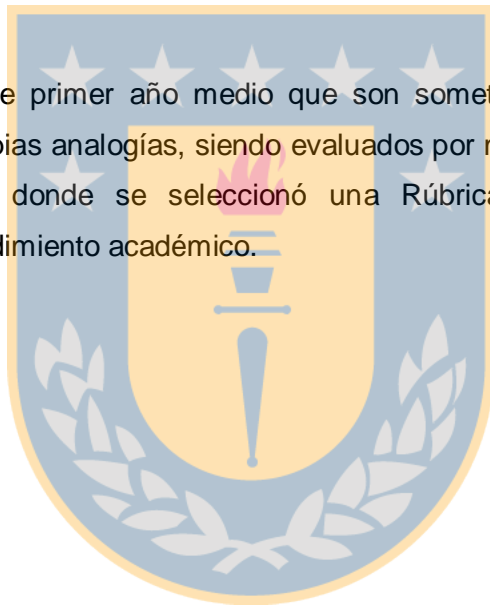 e primer año medio que son somet
pias analogías, siendo evaluados por
donde se seleccionó una Rúbrica
dimiento académico.